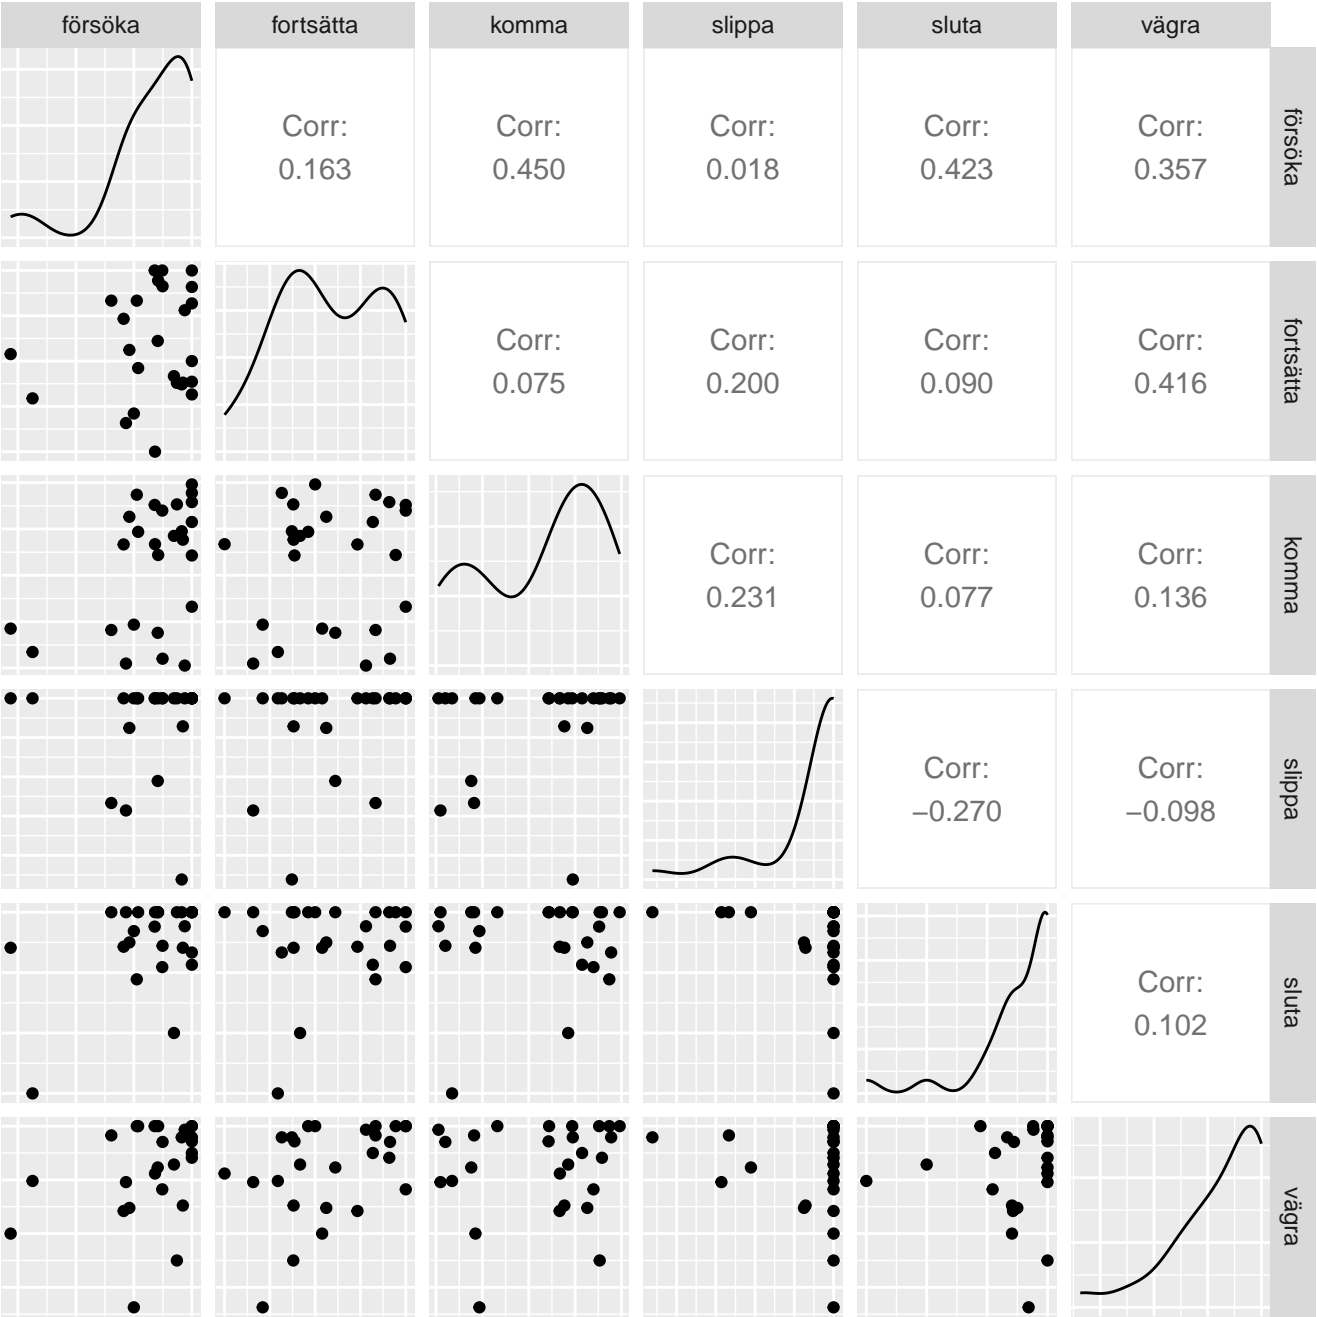 försöka fortsätta komma slippa sluta vägra
Corr: Corr: Corr: Corr: Corr:
0.163 0.450 0.018 0.423 0.357
försöka
Corr: Corr: Corr: Corr:
0.075 0.200 0.090 0.416
fortsätta
Corr: Corr: Corr:
0.231 0.077 0.136
komma
Corr: Corr:
−0.270 −0.098
slippa
Corr:
0.102
sluta
vägra